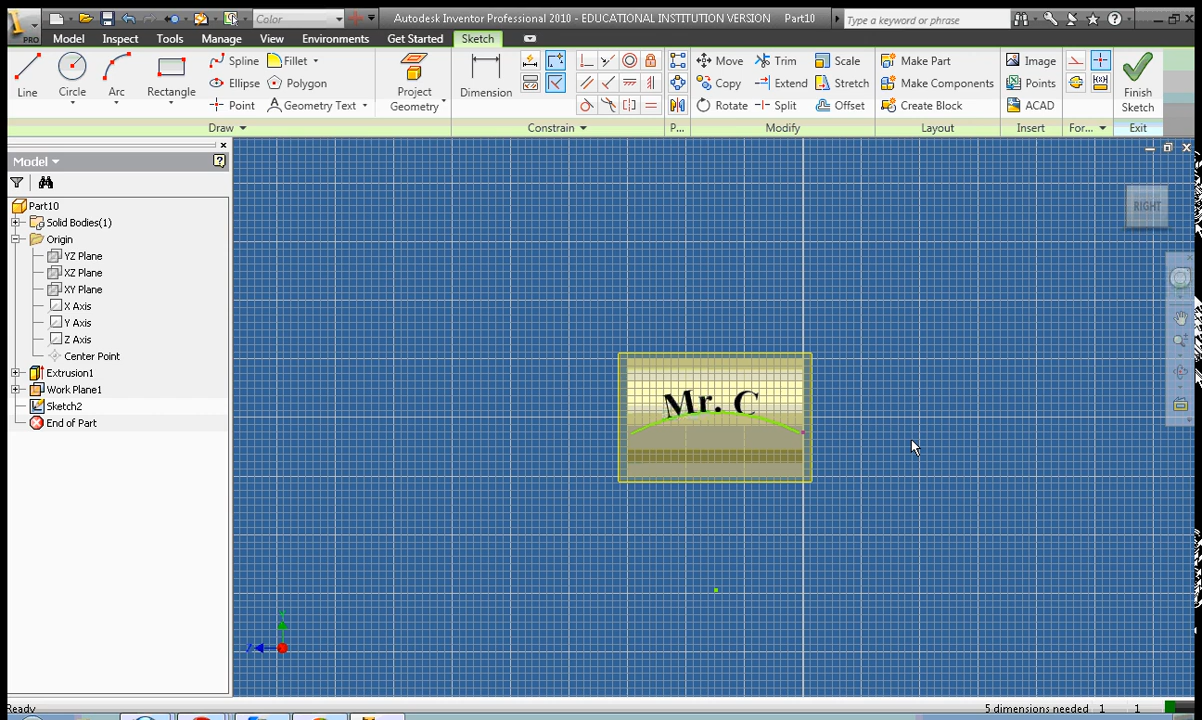 PRO Color Autodesk Inventor Professional 2010 - EDUCATIONAL INSTITUTION VERSION Part10 Type a keyword or phrase
Model Inspect Tools Manage View Environments Get Started Sketch
Line Circle Arc Rectangle Spline Fillet
Ellipse Polygon
Point Geometry Text
Project Geometry
Dimension
Move Trim Scale
Copy Extend Stretch
Rotate Split Offset
Make Part
Make Components
Create Block
Image
Points
ACAD
Finish Sketch
Draw Constrain P... Modify Layout Insert For... Exit
Model
Part10
Solid Bodies(1)
Origin
YZ Plane
XZ Plane
XY Plane
X Axis
Y Axis
Z Axis
Center Point
Extrusion1
Work Plane1
Sketch2
End of Part
RIGHT
Mr. C
Z
Ready 5 dimensions needed 1 1